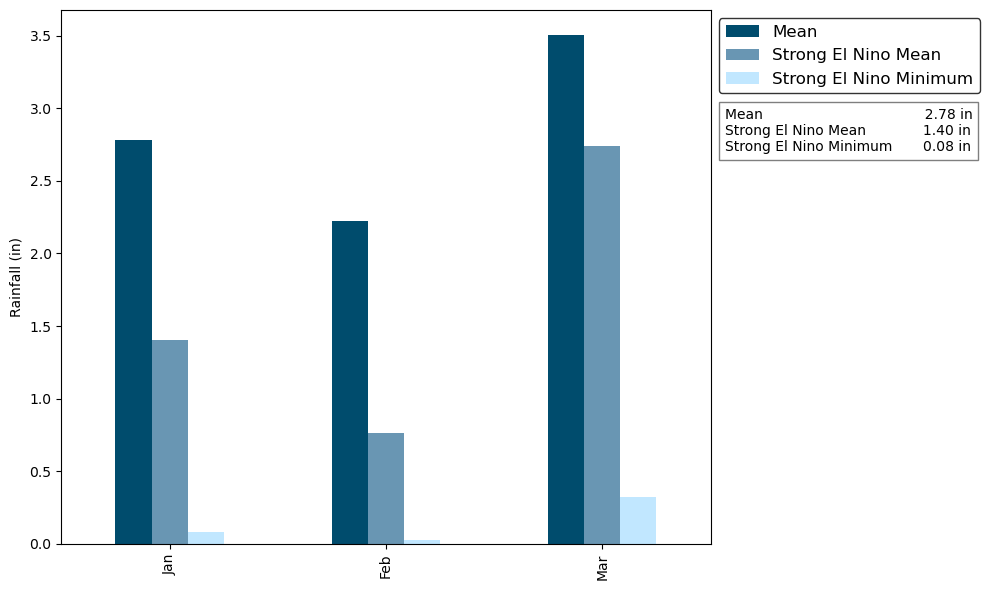 Rainfall (in)
3.5
3.0
2.5
2.0
1.5
1.0
0.5
0.0
Jan
Feb
Mar
Mean
Strong El Nino Mean
Strong El Nino Minimum
Mean 2.78 in
Strong El Nino Mean 1.40 in
Strong El Nino Minimum 0.08 in